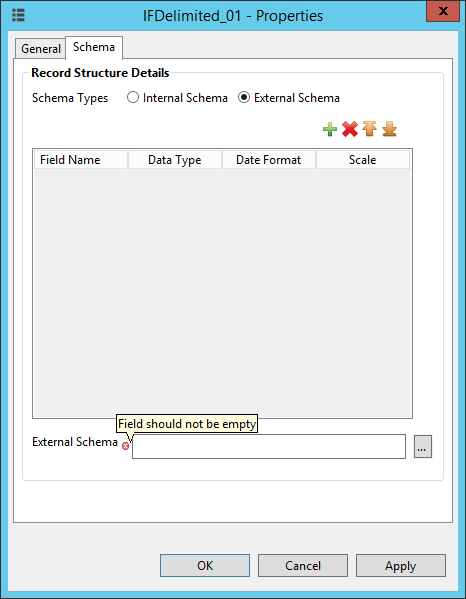 IFDelimited_01 - Properties
X
General Schema
Record Structure Details
Schema Types Internal Schema External Schema
Field Name Data Type Date Format Scale
Field should not be empty
External Schema ...
OK Cancel Apply